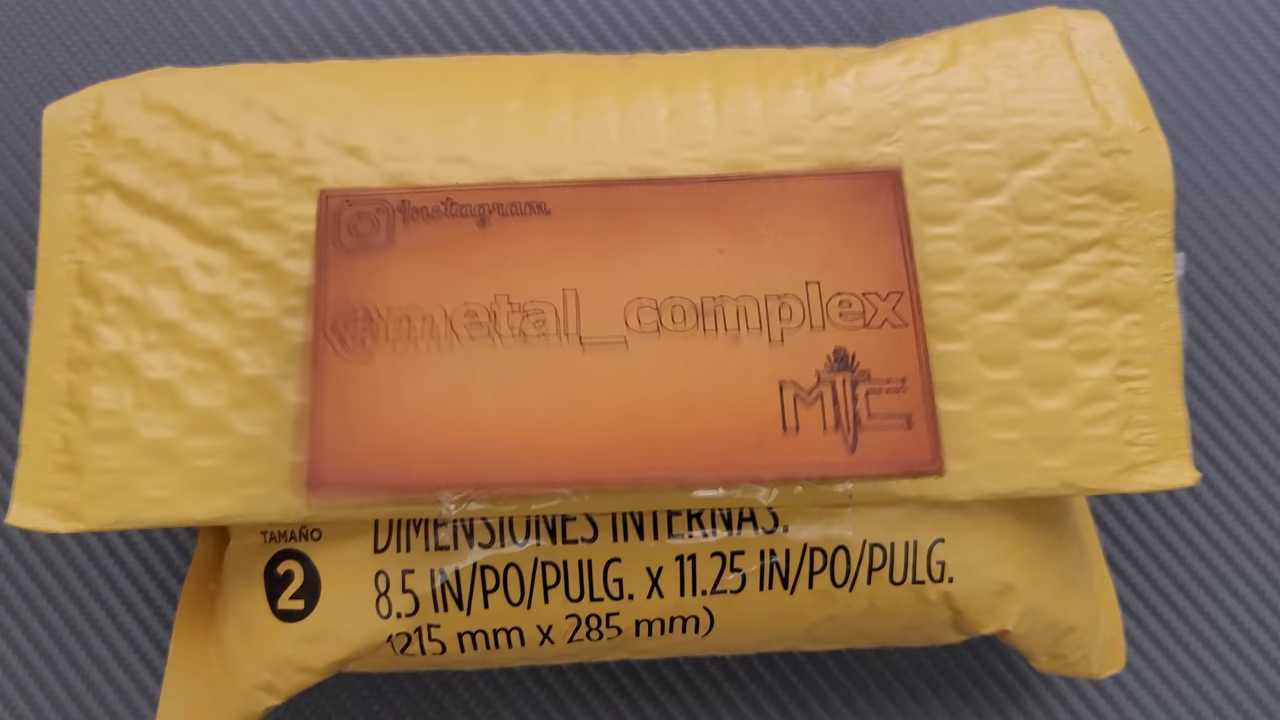 Instagram
@metal_complex
MC
TAMAÑO
2
DIMENSIONES INTERNAS:
8.5 IN/PO/PULG. x 11.25 IN/PO/PULG.
(215 mm x 285 mm)